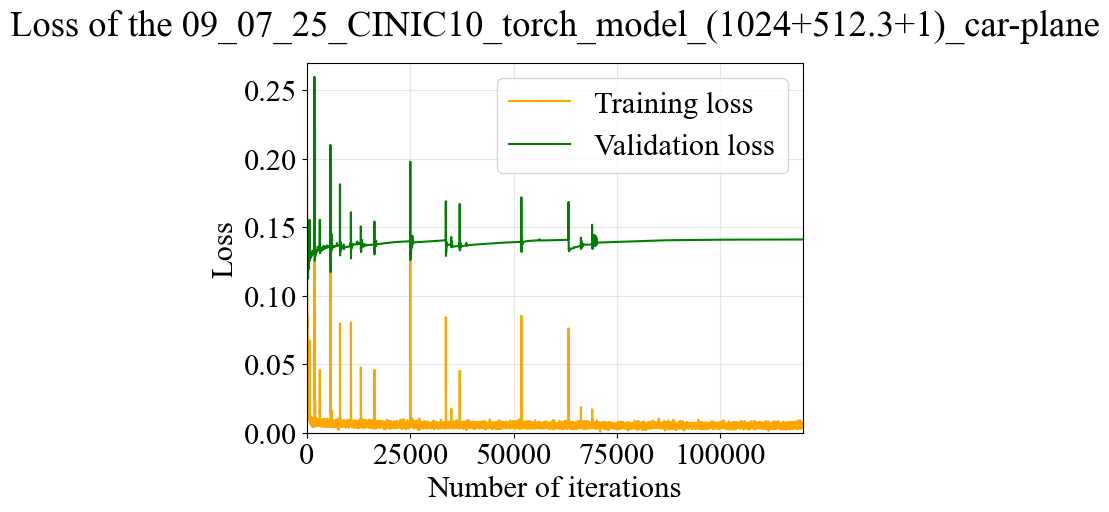 Loss of the 09_07_25_CINIC10_torch_model_(1024+512.3+1)_car-plane
0.25
0.20
0.15
0.10
0.05
0.00
Loss
Training loss
Validation loss
0 25000 50000 75000 100000
Number of iterations